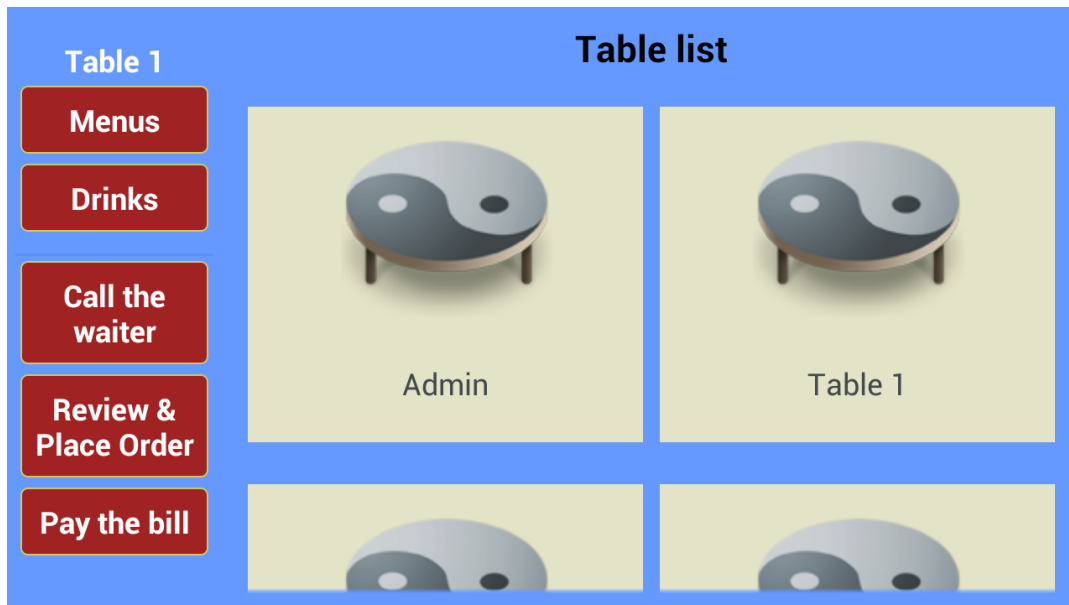 Table 1
Menus
Drinks
Call the
waiter
Review &
Place Order
Pay the bill
Table list
Admin
Table 1